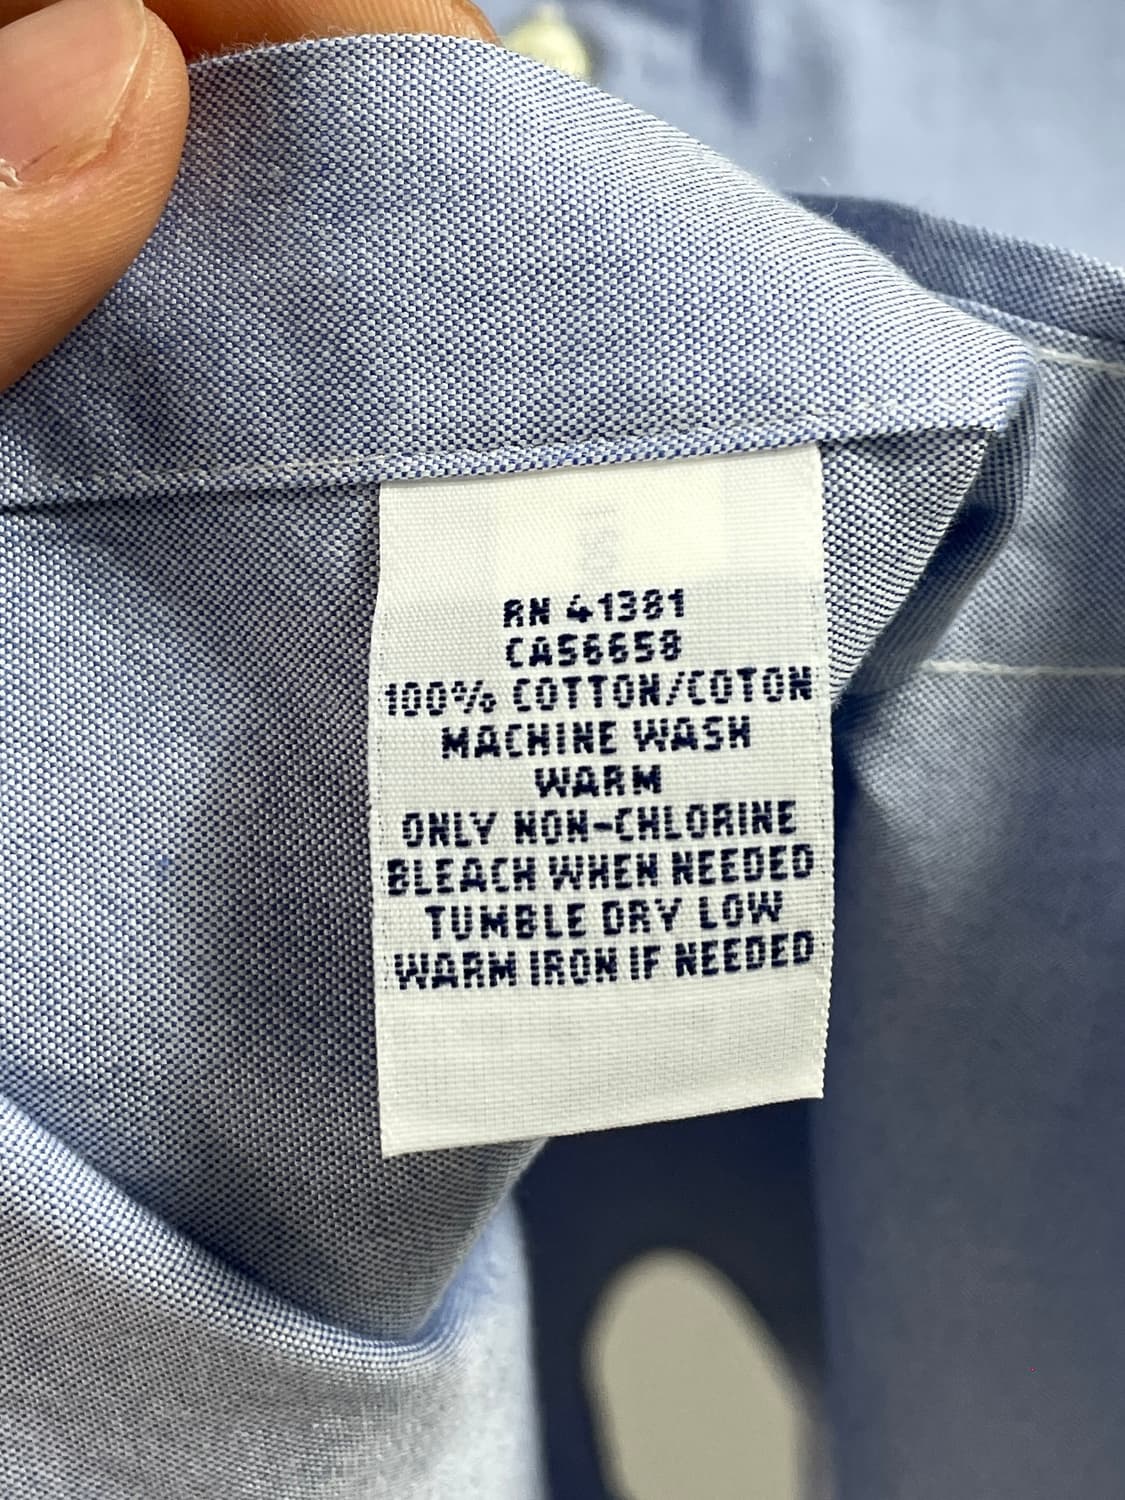 RN 41381
CA56658
100% COTTON/COTON
MACHINE WASH
WARM
ONLY NON-CHLORINE
BLEACH WHEN NEEDED
TUMBLE DRY LOW
WARM IRON IF NEEDED